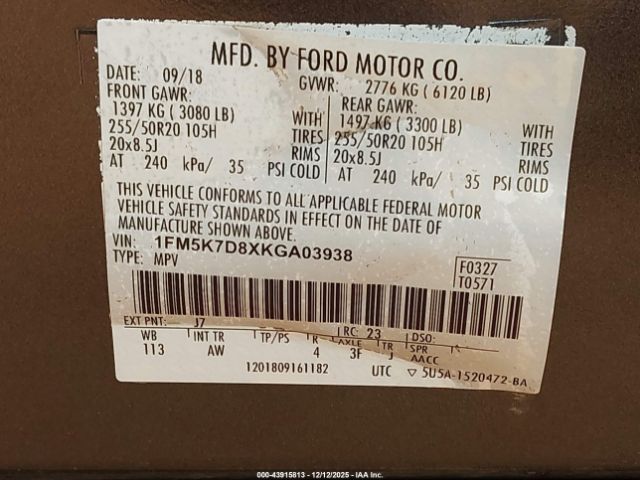 MFD. BY FORD MOTOR CO.
DATE: 09/18 GVWR: 2776 KG ( 6120 LB)
FRONT GAWR: REAR GAWR:
1397 KG ( 3080 LB) WITH 1497 KG ( 3300 LB) WITH
255/50R20 105H TIRES 255/50R20 105H TIRES
20x8.5J RIMS 20x8.5J RIMS
AT 240 kPa/ 35 PSI COLD AT 240 kPa/ 35 PSI COLD
THIS VEHICLE CONFORMS TO ALL APPLICABLE FEDERAL MOTOR
VEHICLE SAFETY STANDARDS IN EFFECT ON THE DATE OF
MANUFACTURE SHOWN ABOVE.
VIN: 1FM5K7D8XKGA03938
TYPE: MPV
F0327
T0571
EXT PNT: J7 RC: 23 DSO:
WB INT TR TP/PS R AXLE TR SPR
113 AW 4 3F J AACC
1201809161182 UTC ▽ 5U5A-1520472-BA
000-43915813 - 12/12/2025 - IAA Inc.